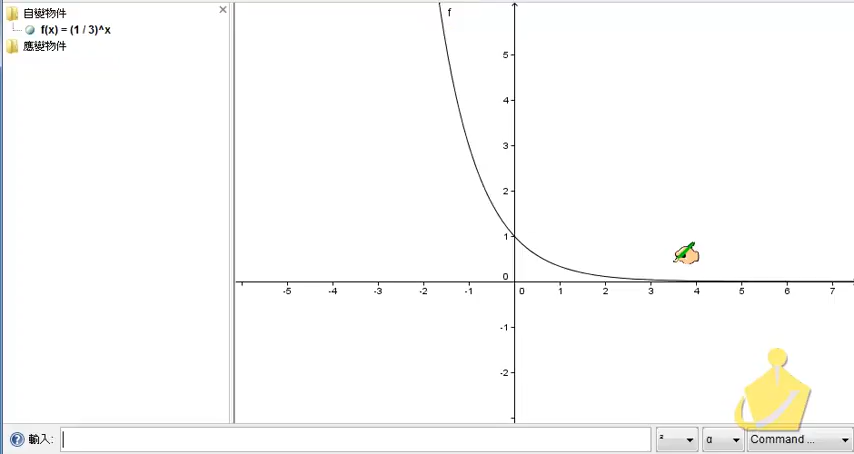 自變物件
f(x) = (1 / 3)^x
應變物件
f
5
4
3
2
1
0
-5 -4 -3 -2 -1 0 1 2 3 4 5 6 7
-1
-2
輸入:
² α Command ...